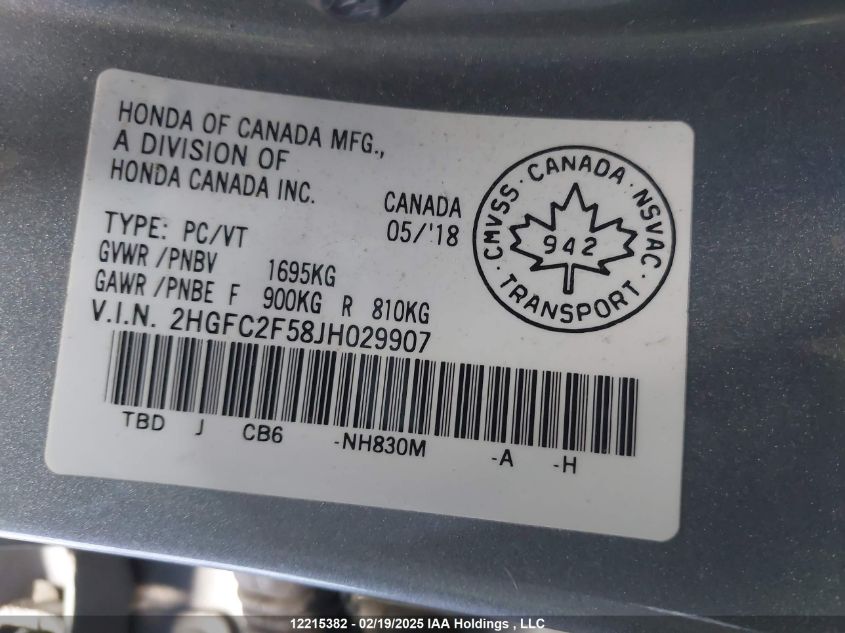 HONDA OF CANADA MFG.,
A DIVISION OF
HONDA CANADA INC.
CANADA
05/'18
TYPE: PC/VT
GVWR /PNBV 1695KG
GAWR /PNBE F 900KG R 810KG
V.I.N. 2HGFC2F58JH029907
CMVSS · CANADA · NSVAC
942
· TRANSPORT ·
TBD J CB6 -NH830M -A -H
12215382 - 02/19/2025 IAA Holdings , LLC